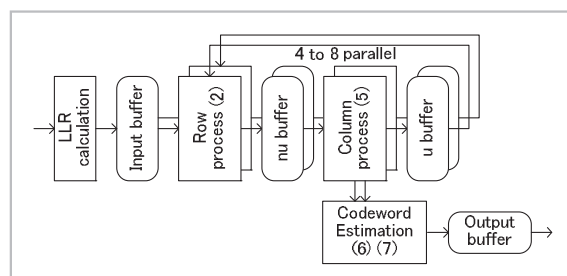 4 to 8 parallel
LLR
calculation
Input buffer
Row
process (2)
nu buffer
Column
process (5)
u buffer
Codeword
Estimation
(6) (7)
Output
buffer